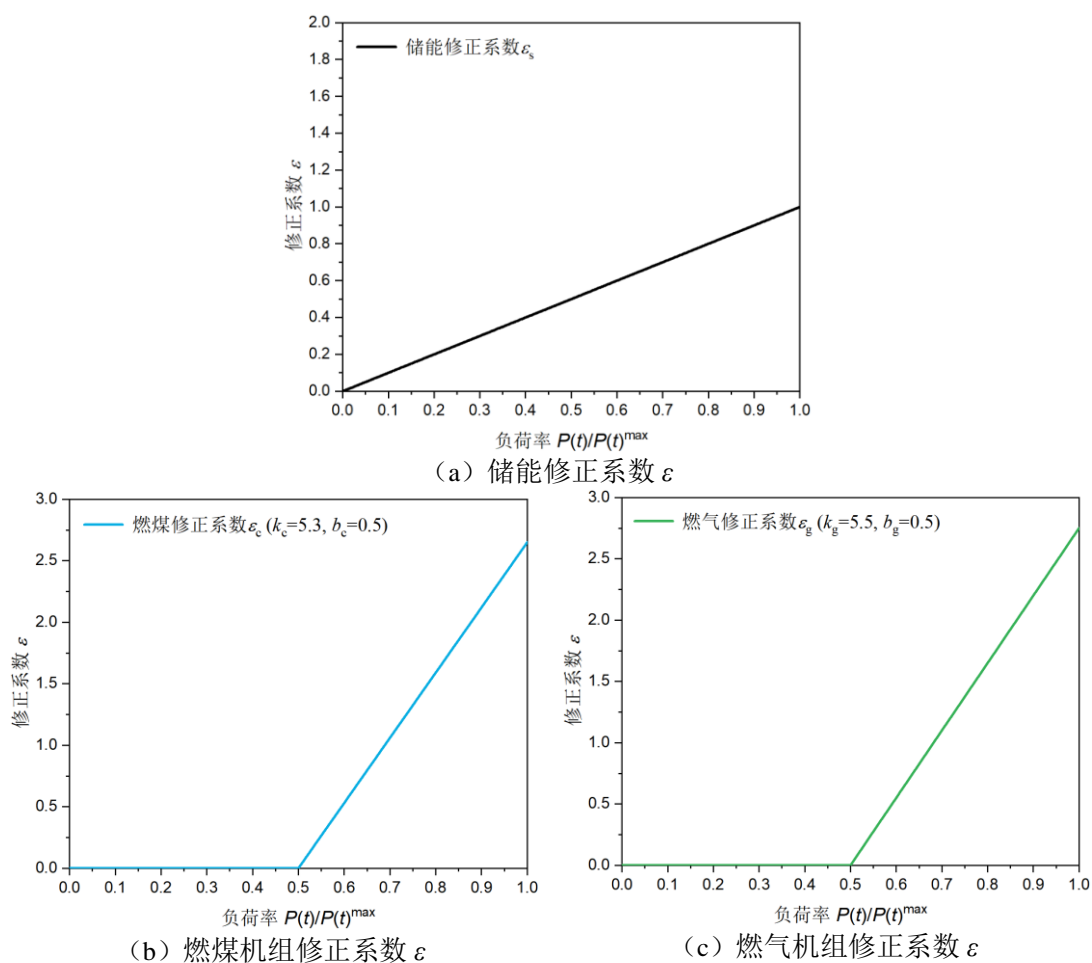 2.0
1.8
1.6
1.4
1.2
1.0
0.8
0.6
0.4
0.2
0.0
储能修正系数εs
修正系数 ε
0.0 0.1 0.2 0.3 0.4 0.5 0.6 0.7 0.8 0.9 1.0
负荷率 P(t)/P(t)max
（a）储能修正系数 ε
3.0
2.5
2.0
1.5
1.0
0.5
0.0
燃煤修正系数εc (kc=5.3, bc=0.5)
修正系数 ε
0.0 0.1 0.2 0.3 0.4 0.5 0.6 0.7 0.8 0.9 1.0
负荷率 P(t)/P(t)max
（b）燃煤机组修正系数 ε
3.0
2.5
2.0
1.5
1.0
0.5
0.0
燃气修正系数εg (kg=5.5, bg=0.5)
修正系数 ε
0.0 0.1 0.2 0.3 0.4 0.5 0.6 0.7 0.8 0.9 1.0
负荷率 P(t)/P(t)max
（c）燃气机组修正系数 ε